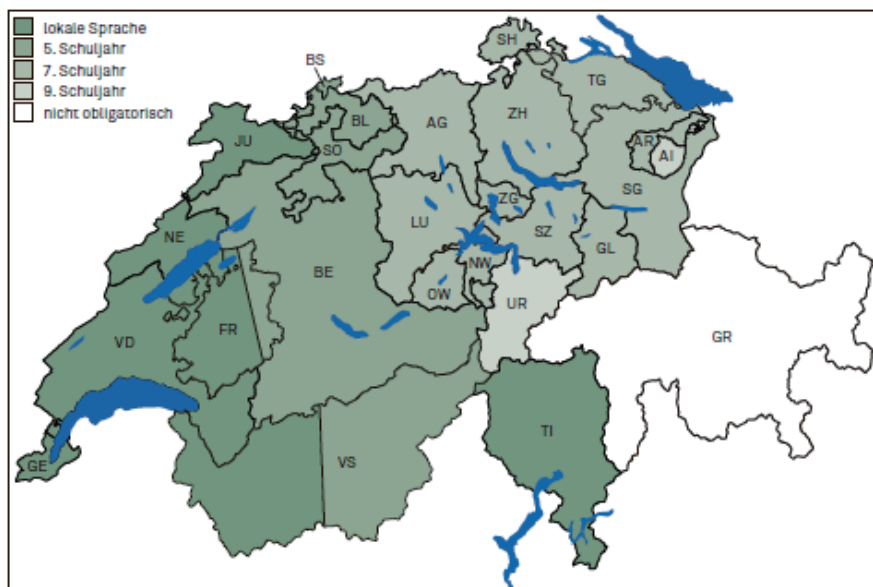 lokale Sprache
5. Schuljahr
7. Schuljahr
9. Schuljahr
nicht obligatorisch
SH
BS
TG
BL
AG
ZH
JU
SO
AR
AI
ZG
SG
LU
SZ
NE
GL
NW
BE
OW
UR
FR
VD
GR
TI
VS
GE